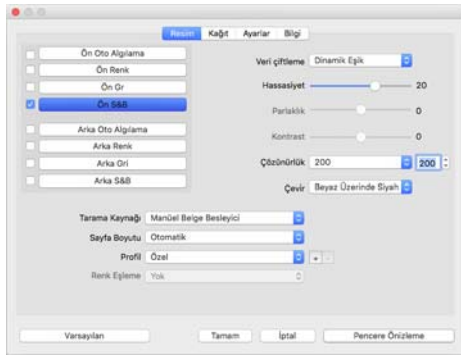 Resim Kağıt Ayarlar Bilgi
Ön Oto Algılama
Ön Renk
Ön Gr
Ön S&B
Arka Oto Algılama
Arka Renk
Arka Gri
Arka S&B
Veri çiftleme Dinamik Eşik
Hassasiyet 20
Parlaklık 0
Kontrast 0
Çözünürlük 200 200
Çevir Beyaz Üzerinde Siyah
Tarama Kaynağı Manüel Belge Besleyici
Sayfa Boyutu Otomatik
Profil Özel + -
Renk Eşleme Yok
Varsayılan Tamam İptal Pencere Önizleme